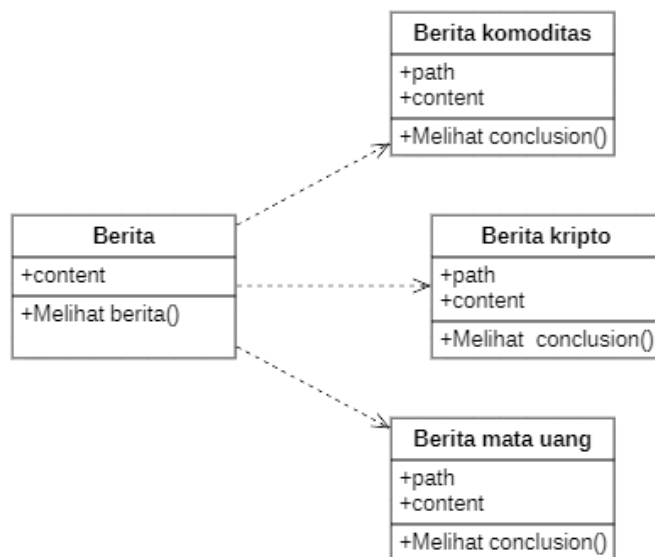 Berita komoditas
+path
+content
+Melihat conclusion()
Berita
+content
+Melihat berita()
Berita kripto
+path
+content
+Melihat  conclusion()
Berita mata uang
+path
+content
+Melihat conclusion()